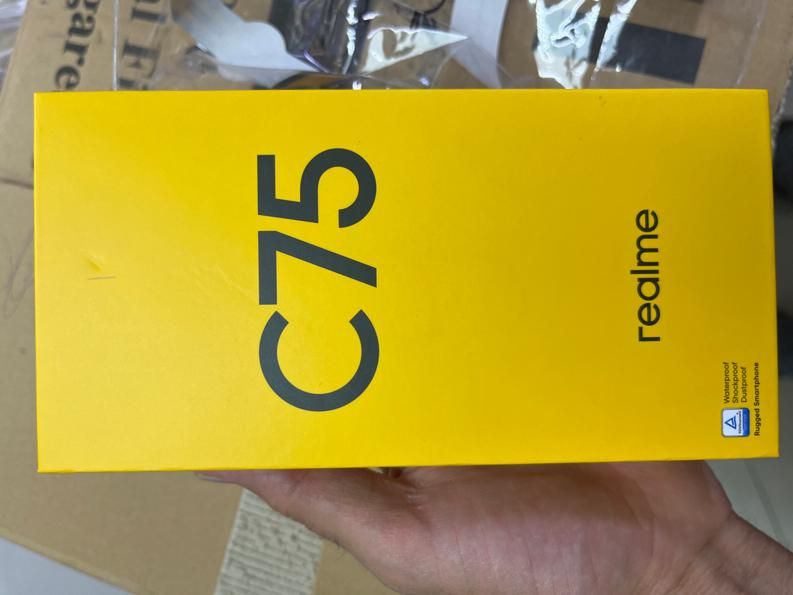 C75
realme
Waterproof
Shockproof
Dustproof
Rugged Smartphone